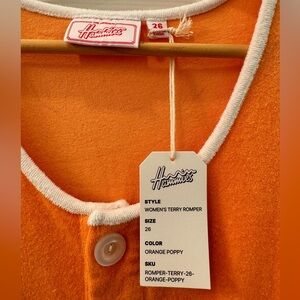 Hammies
26
Hammies
STYLE
WOMEN'S TERRY ROMPER
SIZE
26
COLOR
ORANGE POPPY
SKU
ROMPER-TERRY-26-
ORANGE-POPPY